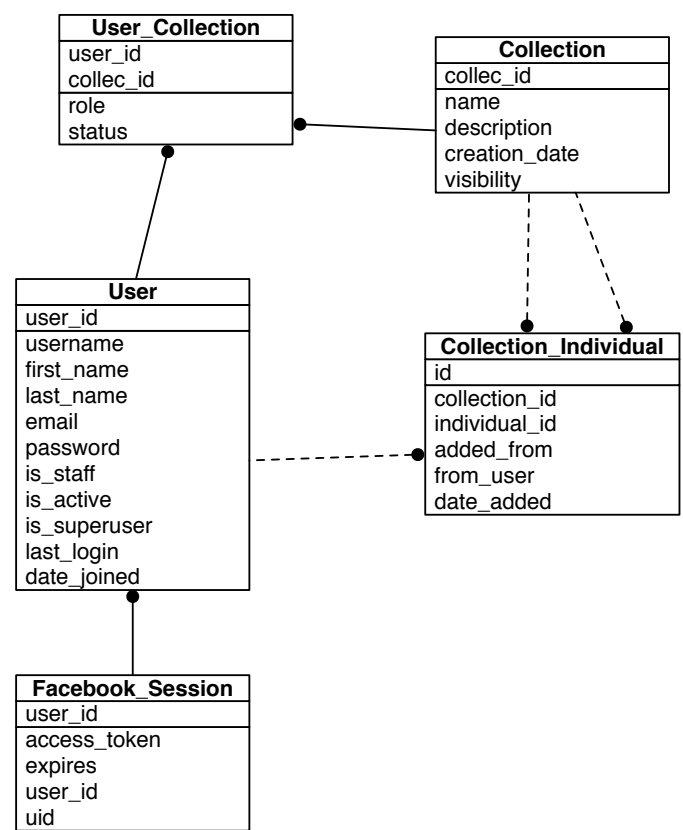 User_Collection
user_id
collec_id
role
status
Collection
collec_id
name
description
creation_date
visibility
User
user_id
username
first_name
last_name
email
password
is_staff
is_active
is_superuser
last_login
date_joined
Collection_Individual
id
collection_id
individual_id
added_from
from_user
date_added
Facebook_Session
user_id
access_token
expires
user_id
uid